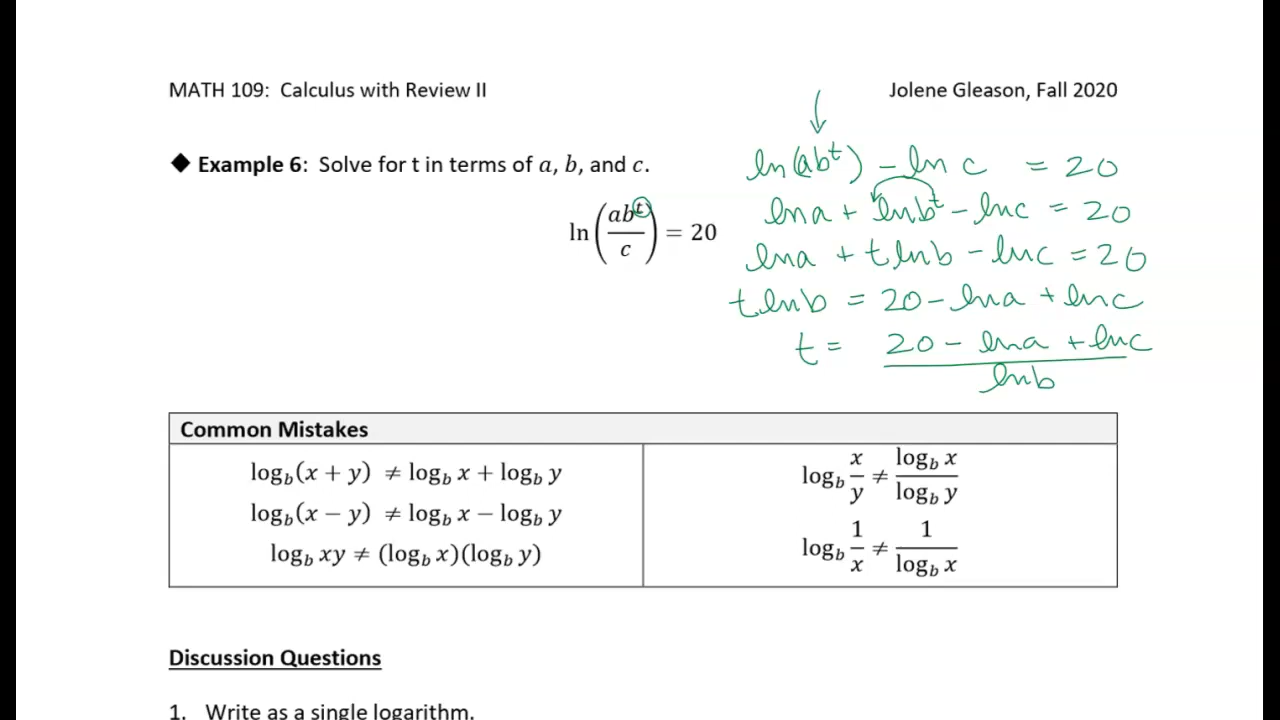 MATH 109: Calculus with Review II
Jolene Gleason, Fall 2020
◆ Example 6: Solve for t in terms of a, b, and c.
ln(ab^t/c) = 20
ln(ab^t) - ln c = 20
ln a + ln b^t - ln c = 20
ln a + t ln b - ln c = 20
t ln b = 20 - ln a + ln c
t = (20 - ln a + ln c)/ln b
Common Mistakes
log_b(x + y) ≠ log_b x + log_b y
log_b(x − y) ≠ log_b x − log_b y
log_b xy ≠ (log_b x)(log_b y)
log_b x/y ≠ log_b x/log_b y
log_b 1/x ≠ 1/log_b x
Discussion Questions
1. Write as a single logarithm.